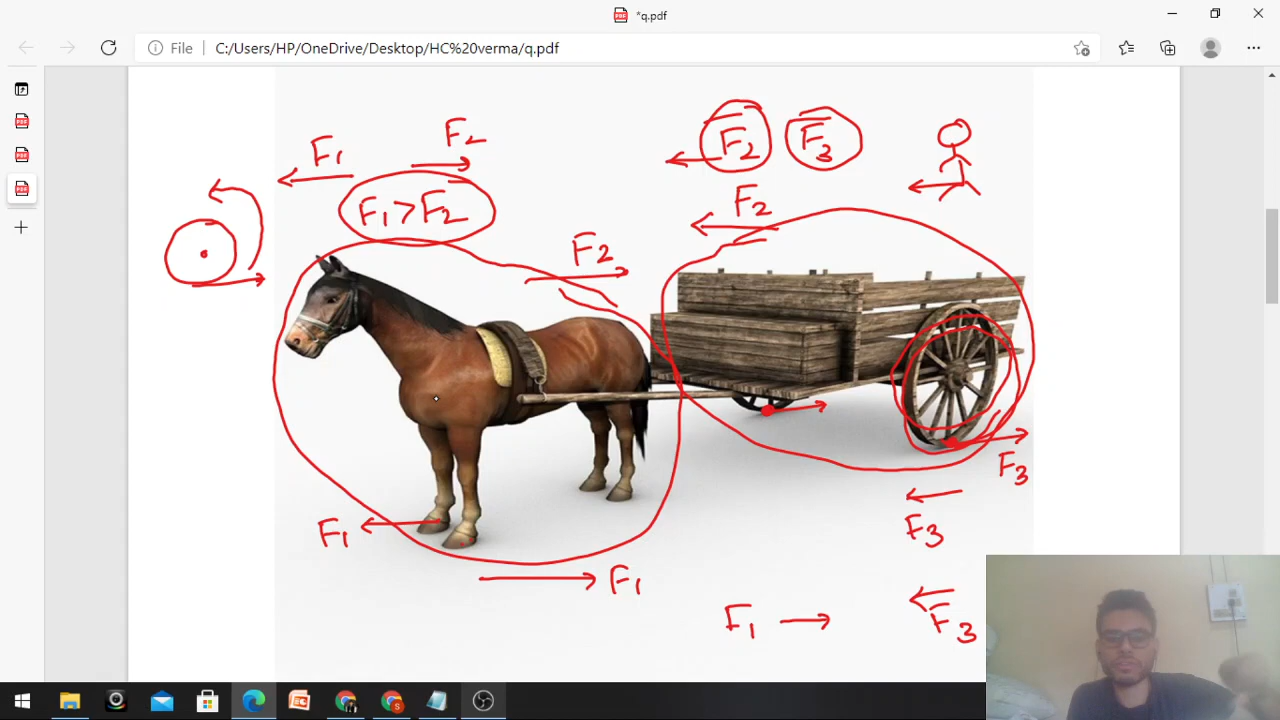 *q.pdf
File C:/Users/HP/OneDrive/Desktop/HC%20verma/q.pdf
F1 F2
F1>F2
F2 F3
F2
F2
F3
F1
F3
F1
F1 F3